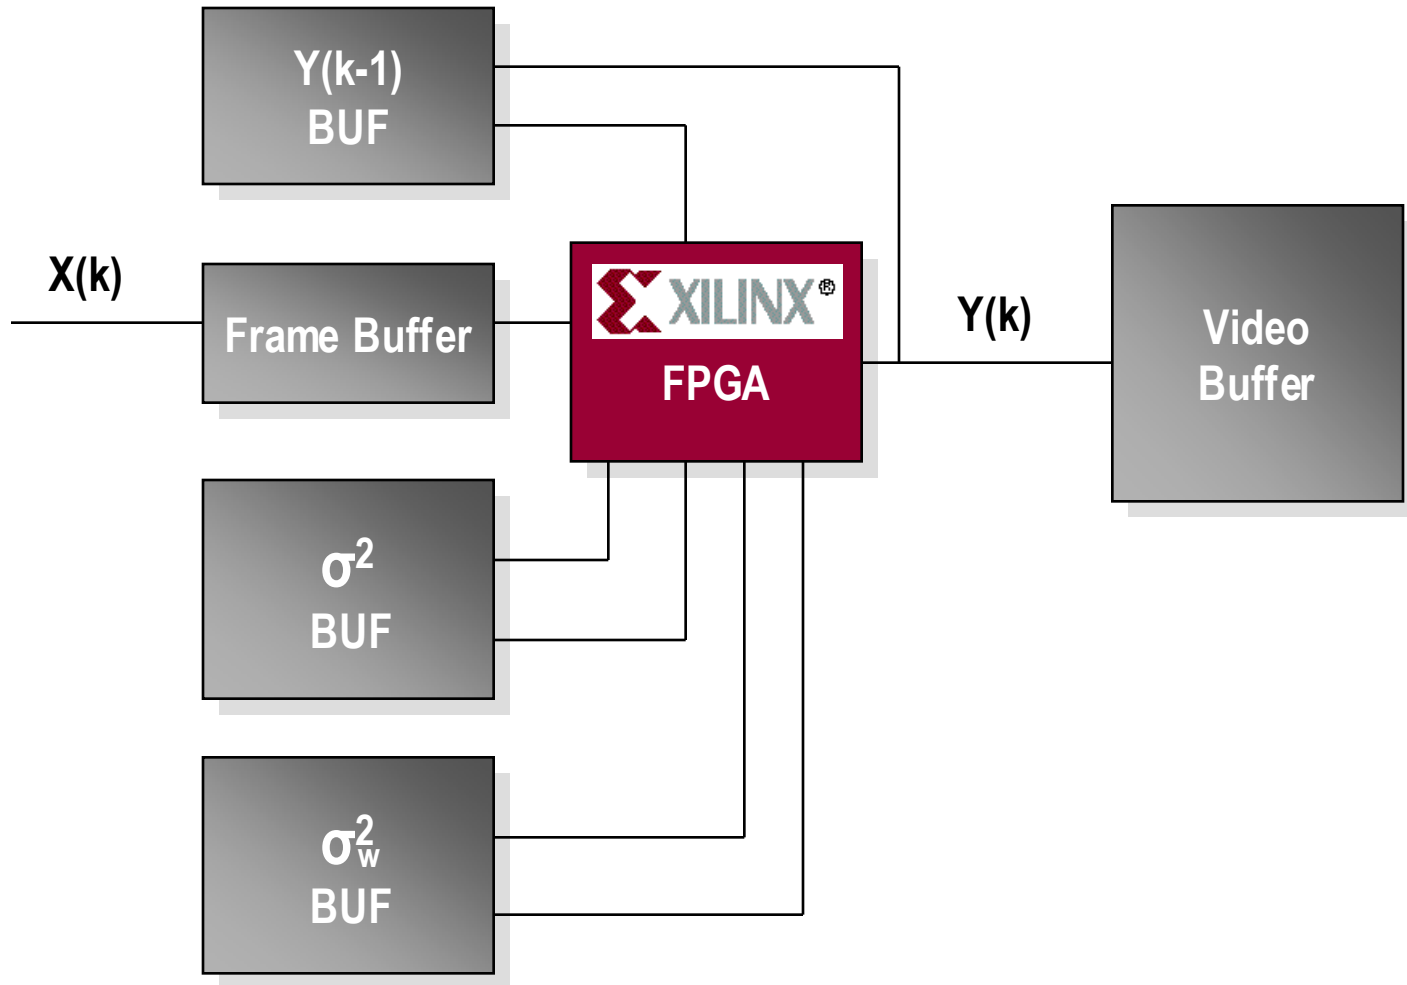 Y(k-1)
BUF
X(k)
Frame Buffer
XILINX®
FPGA
Y(k)
Video
Buffer
σ²
BUF
σ²w
BUF